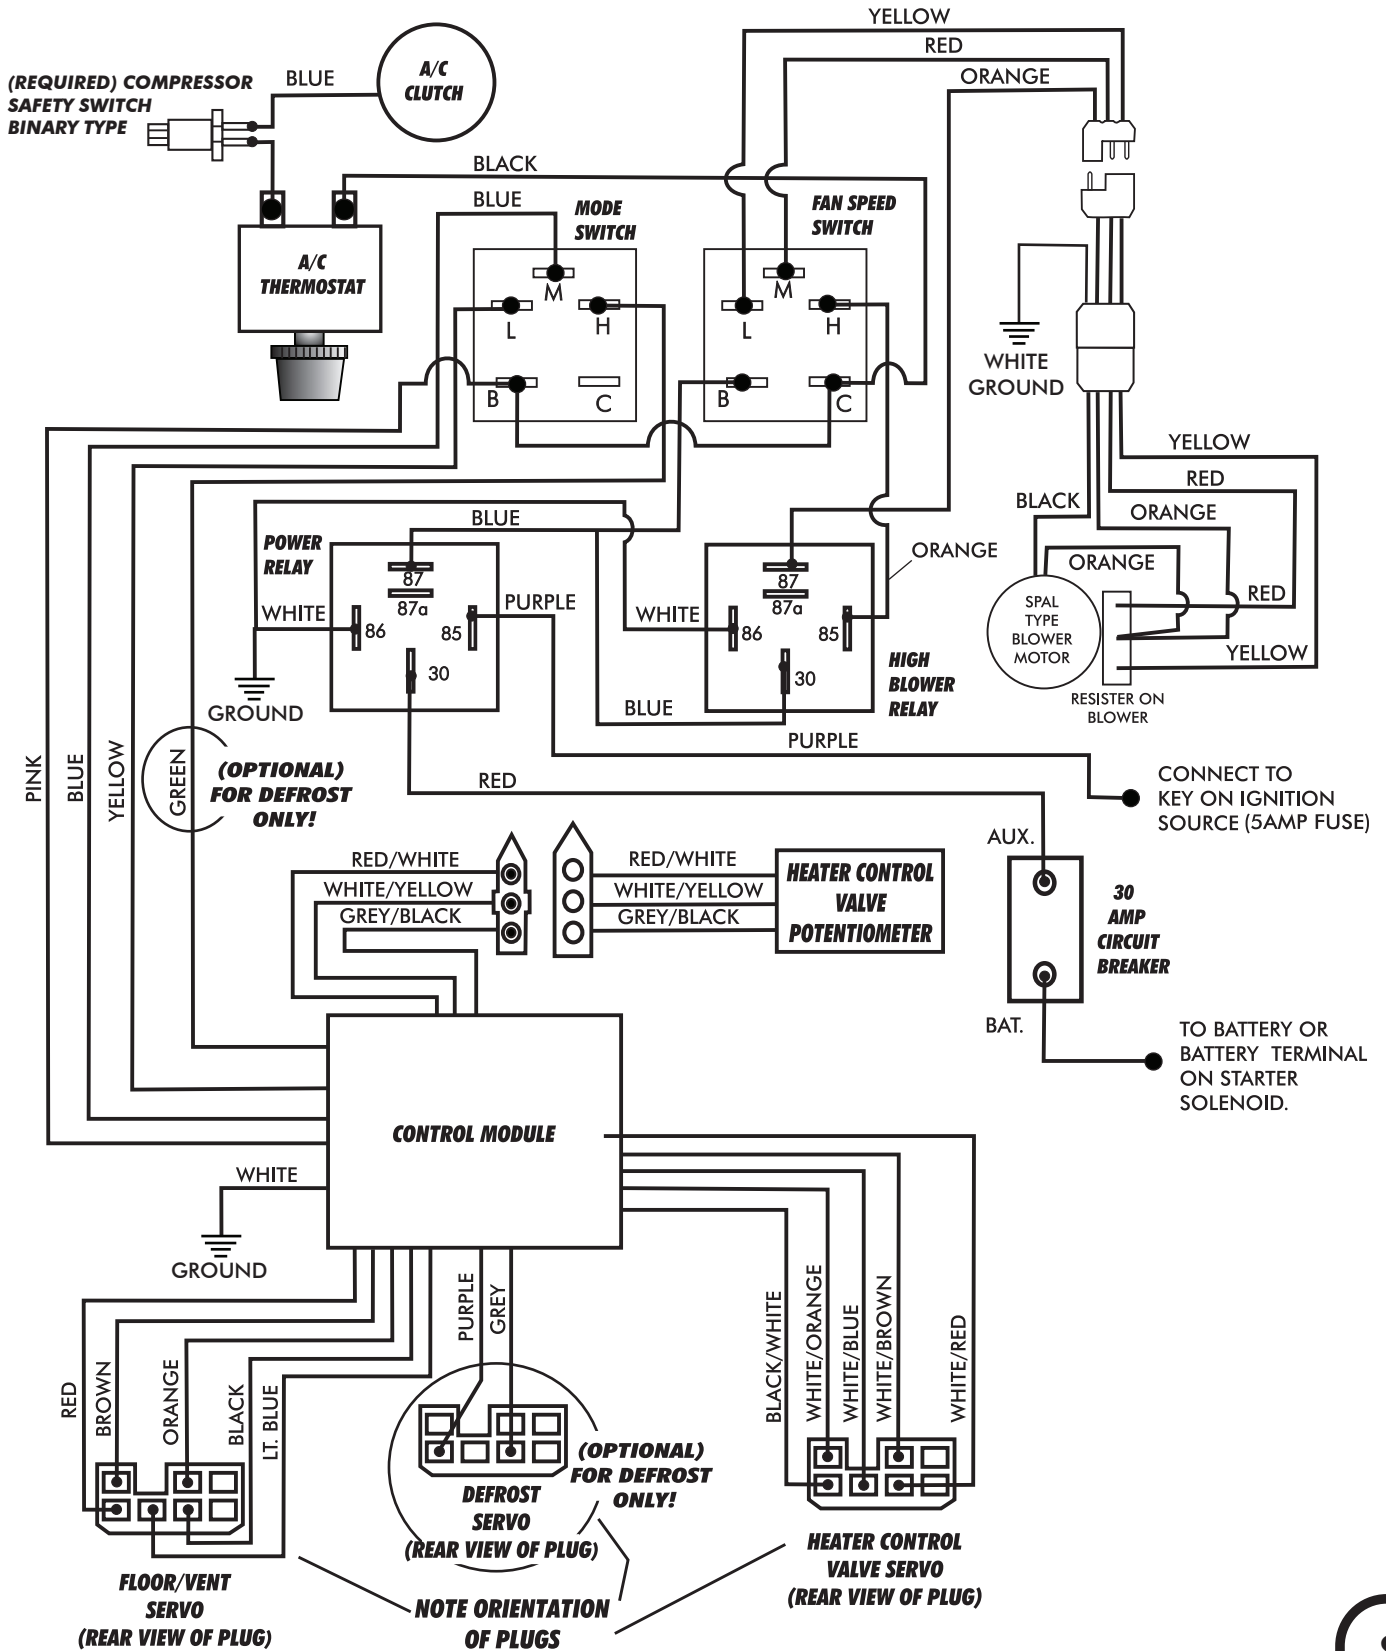 YELLOW
RED
ORANGE
(REQUIRED) COMPRESSOR
SAFETY SWITCH
BINARY TYPE
BLUE
A/C
CLUTCH
BLACK
BLUE
MODE
SWITCH
FAN SPEED
SWITCH
A/C
THERMOSTAT
M
L
H
B
C
M
L
H
B
C
WHITE
GROUND
YELLOW
RED
BLACK
ORANGE
ORANGE
RED
YELLOW
SPAL
TYPE
BLOWER
MOTOR
RESISTER ON
BLOWER
BLUE
POWER
RELAY
87
87a
86
85
30
WHITE
PURPLE
GROUND
WHITE
87
87a
86
85
30
ORANGE
HIGH
BLOWER
RELAY
BLUE
PURPLE
RED
PINK
BLUE
YELLOW
GREEN
(OPTIONAL)
FOR DEFROST
ONLY!
CONNECT TO
KEY ON IGNITION
SOURCE (5AMP FUSE)
AUX.
30
AMP
CIRCUIT
BREAKER
BAT.
TO BATTERY OR
BATTERY TERMINAL
ON STARTER
SOLENOID.
RED/WHITE
WHITE/YELLOW
GREY/BLACK
RED/WHITE
WHITE/YELLOW
GREY/BLACK
HEATER CONTROL
VALVE
POTENTIOMETER
CONTROL MODULE
WHITE
GROUND
RED
BROWN
ORANGE
BLACK
LT. BLUE
PURPLE
GREY
BLACK/WHITE
WHITE/ORANGE
WHITE/BLUE
WHITE/BROWN
WHITE/RED
(OPTIONAL)
FOR DEFROST
ONLY!
DEFROST
SERVO
(REAR VIEW OF PLUG)
FLOOR/VENT
SERVO
(REAR VIEW OF PLUG)
HEATER CONTROL
VALVE SERVO
(REAR VIEW OF PLUG)
NOTE ORIENTATION
OF PLUGS